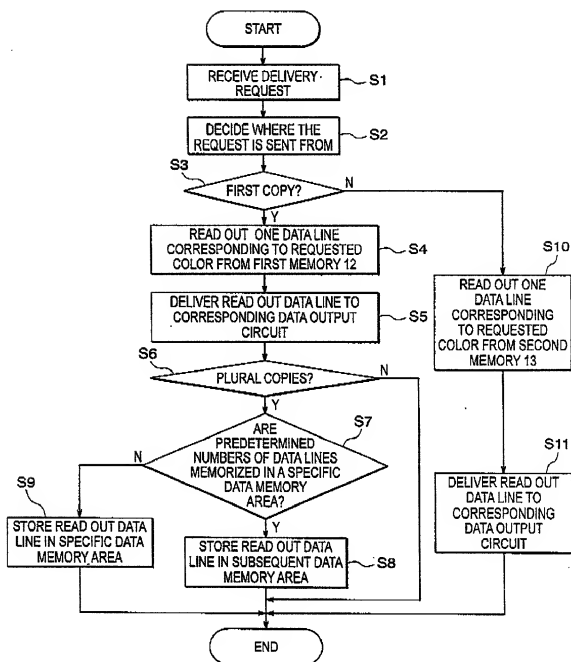 START
RECEIVE DELIVERY
REQUEST
S1
DECIDE WHERE THE
REQUEST IS SENT FROM
S2
S3
FIRST COPY?
N
Y
READ OUT ONE DATA LINE
CORRESPONDING TO REQUESTED
COLOR FROM FIRST MEMORY 12
S4
S10
READ OUT ONE
DATA LINE
CORRESPONDING
TO REQUESTED
COLOR FROM SECOND
MEMORY 13
DELIVER READ OUT DATA LINE TO
CORRESPONDING DATA OUTPUT
CIRCUIT
S5
S6
PLURAL COPIES?
N
Y
S7
ARE
PREDETERMINED
NUMBERS OF DATA LINES
MEMORIZED IN A SPECIFIC
DATA MEMORY
AREA?
N
Y
S9
STORE READ OUT DATA
LINE IN SPECIFIC DATA
MEMORY AREA
STORE READ OUT DATA
LINE IN SUBSEQUENT DATA
MEMORY AREA
S8
S11
DELIVER READ OUT
DATA LINE TO
CORRESPONDING
DATA OUTPUT
CIRCUIT
END